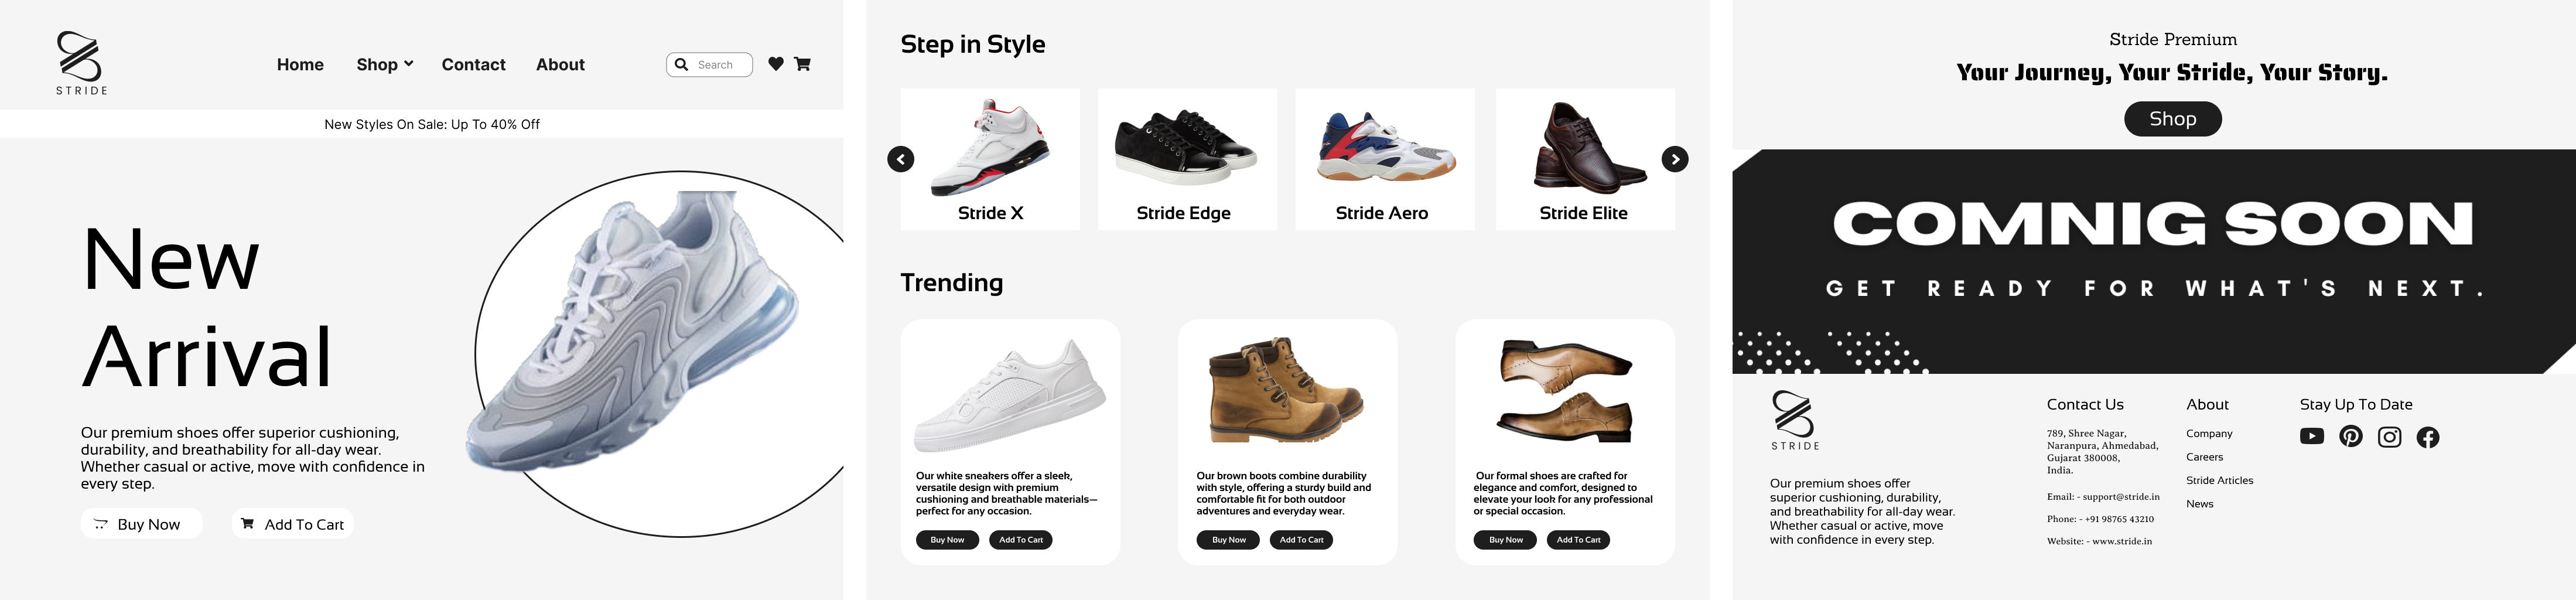 STRIDE
Home
Shop
Contact
About
Search
New Styles On Sale: Up To 40% Off
New
Arrival
Our premium shoes offer superior cushioning,
durability, and breathability for all-day wear.
Whether casual or active, move with confidence in
every step.
Buy Now
Add To Cart
Step in Style
Stride X
Stride Edge
Stride Aero
Stride Elite
Trending
Our white sneakers offer a sleek,
versatile design with premium
cushioning and breathable materials—
perfect for any occasion.
Buy Now
Add To Cart
Our brown boots combine durability
with style, offering a sturdy build and
comfortable fit for both outdoor
adventures and everyday wear.
Buy Now
Add To Cart
Our formal shoes are crafted for
elegance and comfort, designed to
elevate your look for any professional
or special occasion.
Buy Now
Add To Cart
Stride Premium
Your Journey, Your Stride, Your Story.
Shop
COMNIG SOON
GET READY FOR WHAT'S NEXT.
STRIDE
Our premium shoes offer
superior cushioning, durability,
and breathability for all-day wear.
Whether casual or active, move
with confidence in every step.
Contact Us
789, Shree Nagar,
Naranpura, Ahmedabad,
Gujarat 380008,
India.
Email: - support@stride.in
Phone: - +91 98765 43210
Website: - www.stride.in
About
Company
Careers
Stride Articles
News
Stay Up To Date